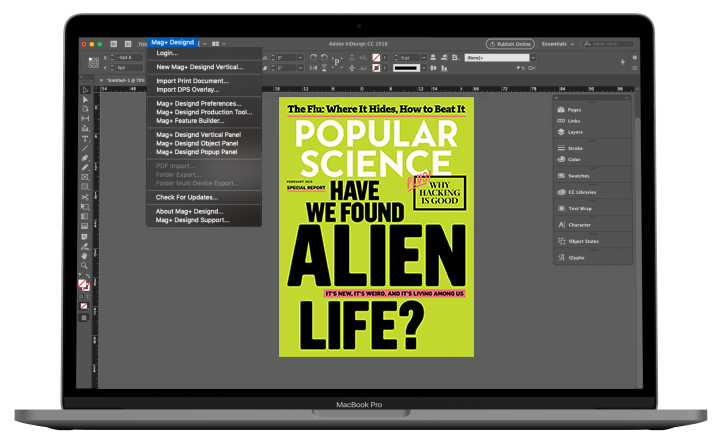 Mag+ Designd
Adobe InDesign CC 2018
Publish Online
Essentials
Login...
New Mag+ Designd Vertical...
Import Print Document...
Import DPS Overlay...
Mag+ Designd Preferences...
Mag+ Designd Production Tool...
Mag+ Feature Builder...
Mag+ Designd Vertical Panel
Mag+ Designd Object Panel
Mag+ Designd Popup Panel
PDF Import...
Folder Export...
Folder Multi Device Export...
Check For Updates...
About Mag+ Designd...
Mag+ Designd Support...
The Flu: Where It Hides, How to Beat It
POPULAR
SCIENCE
FEBRUARY 2018
SPECIAL REPORT
PLUS
WHY
HACKING
IS GOOD
HAVE
WE FOUND
ALIEN
IT'S NEW, IT'S WEIRD, AND IT'S LIVING AMONG US
LIFE?
Pages
Links
Layers
Stroke
Color
Swatches
CC Libraries
Text Wrap
Character
Object States
Glyphs
MacBook Pro